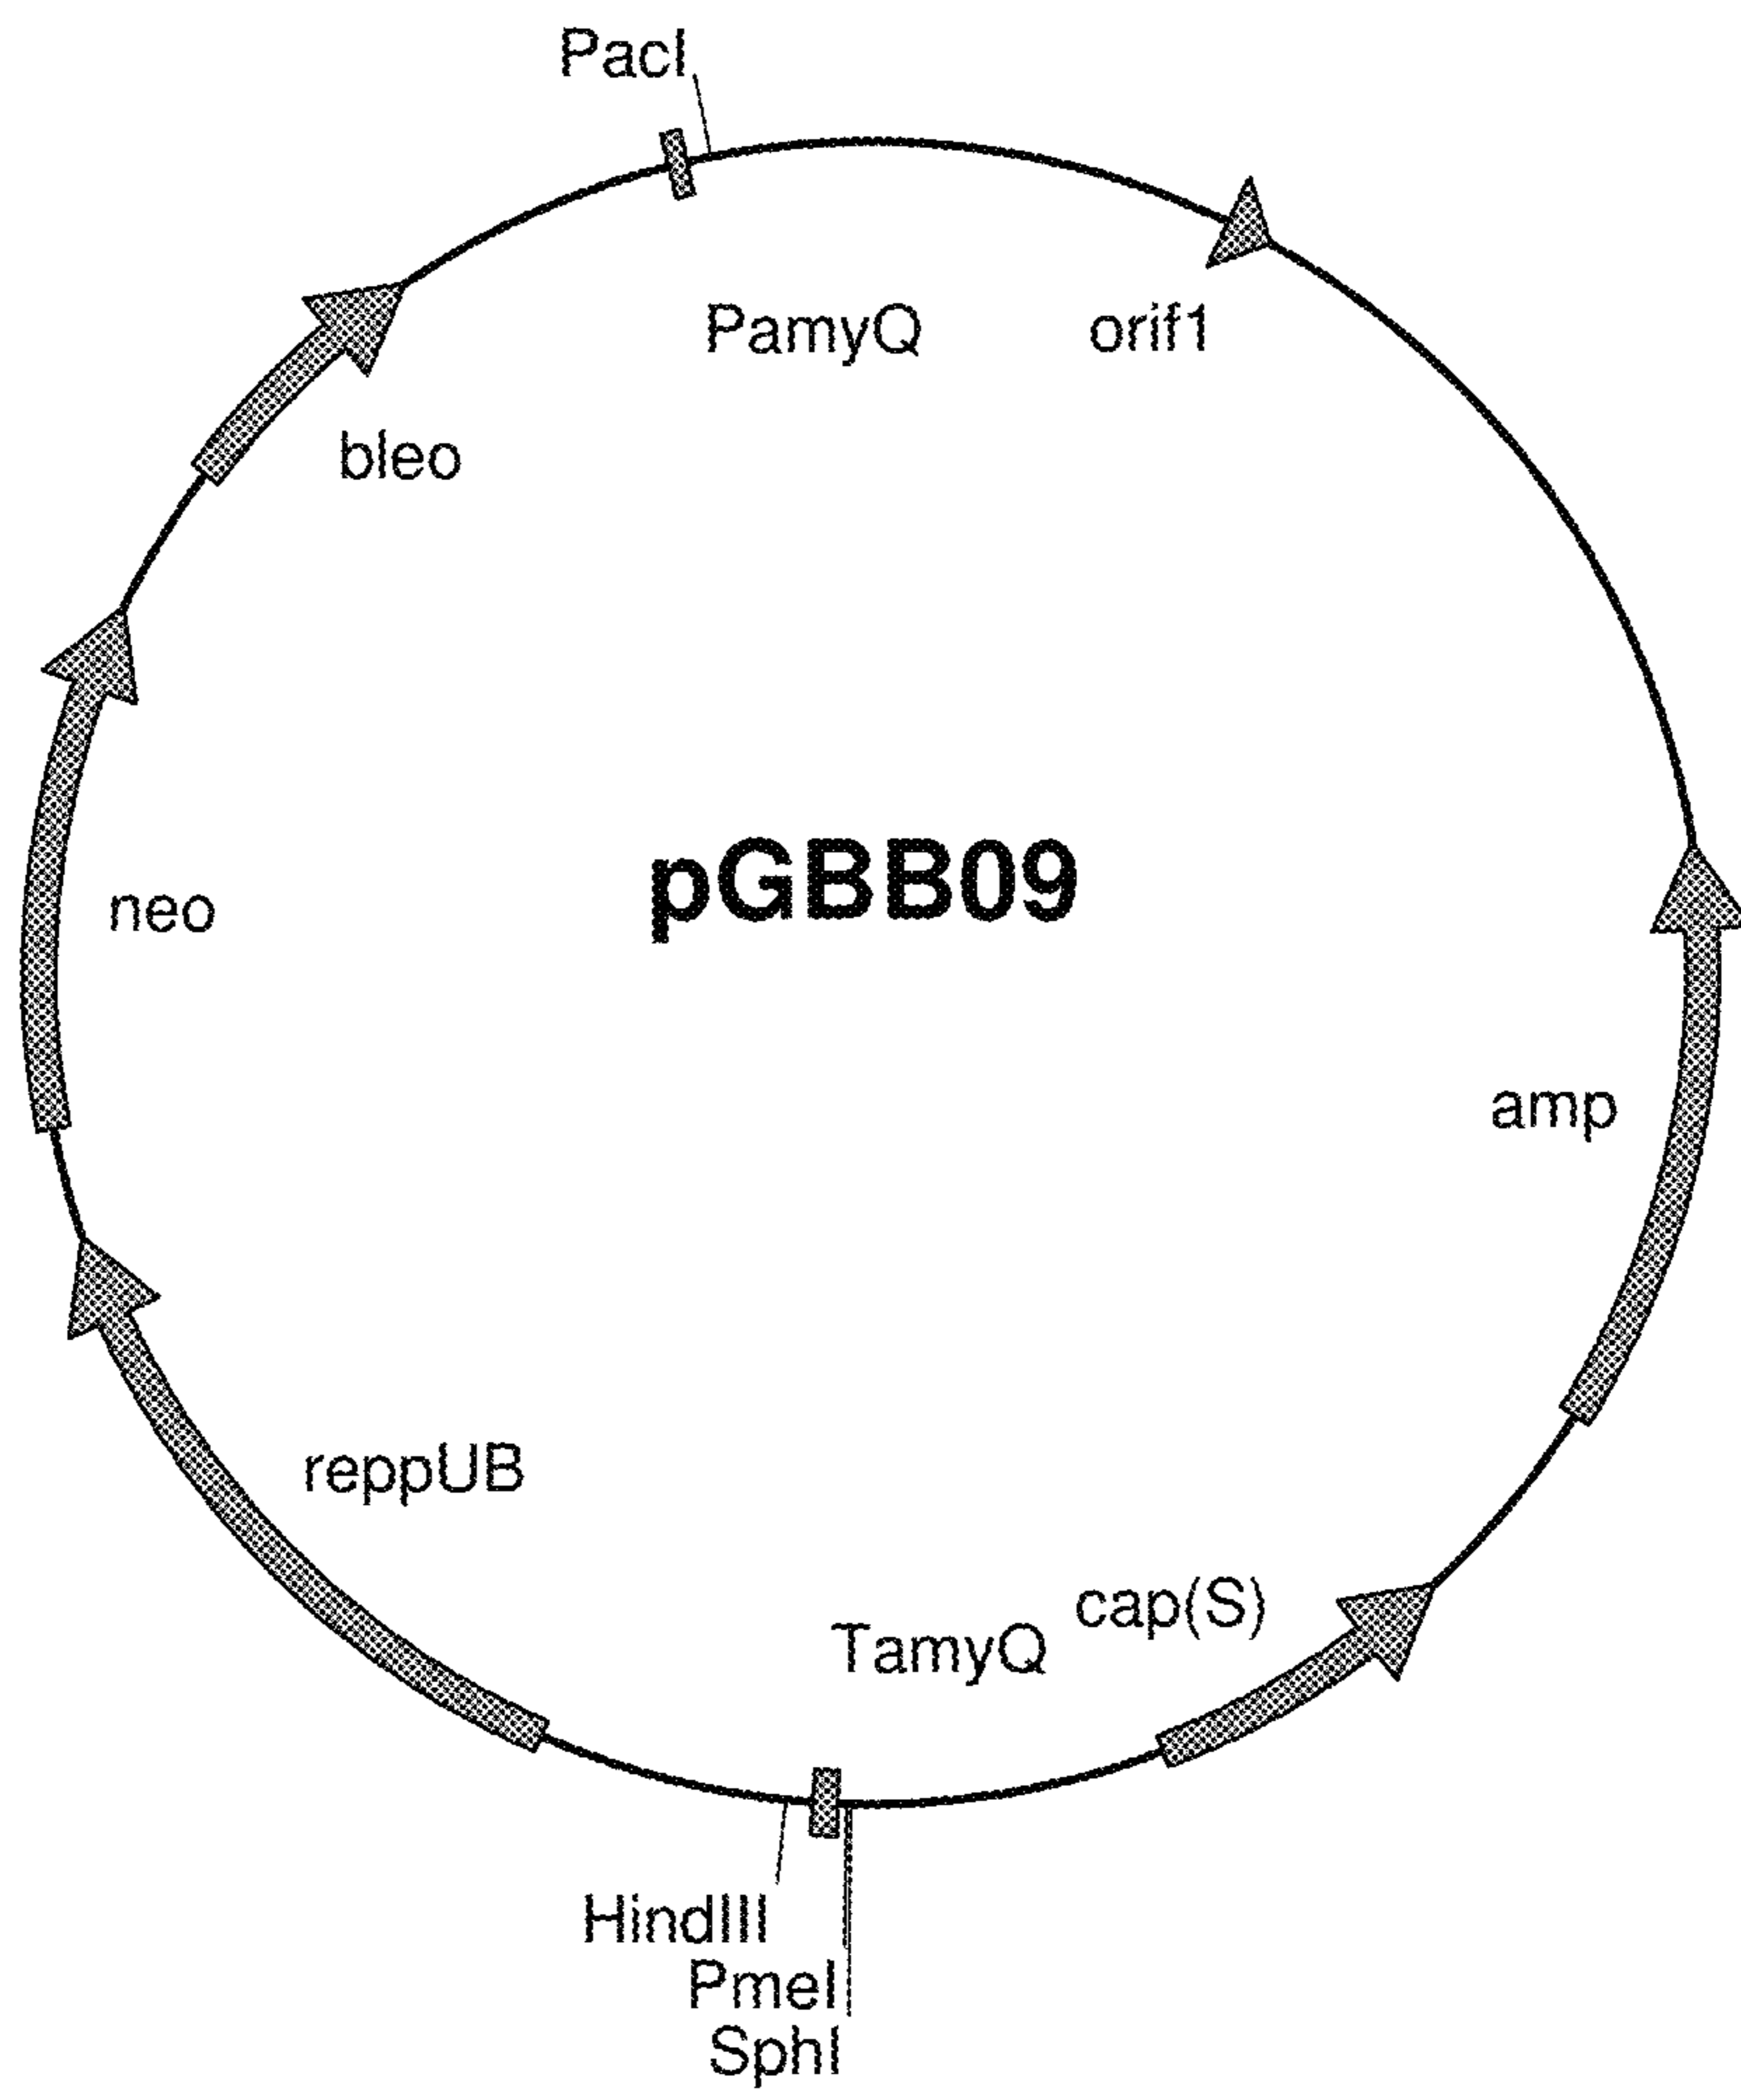 PacI
PamyQ
orif1
bleo
pGBB09
neo
amp
reppUB
cap(S)
TamyQ
HindIII
PmeI
SphI